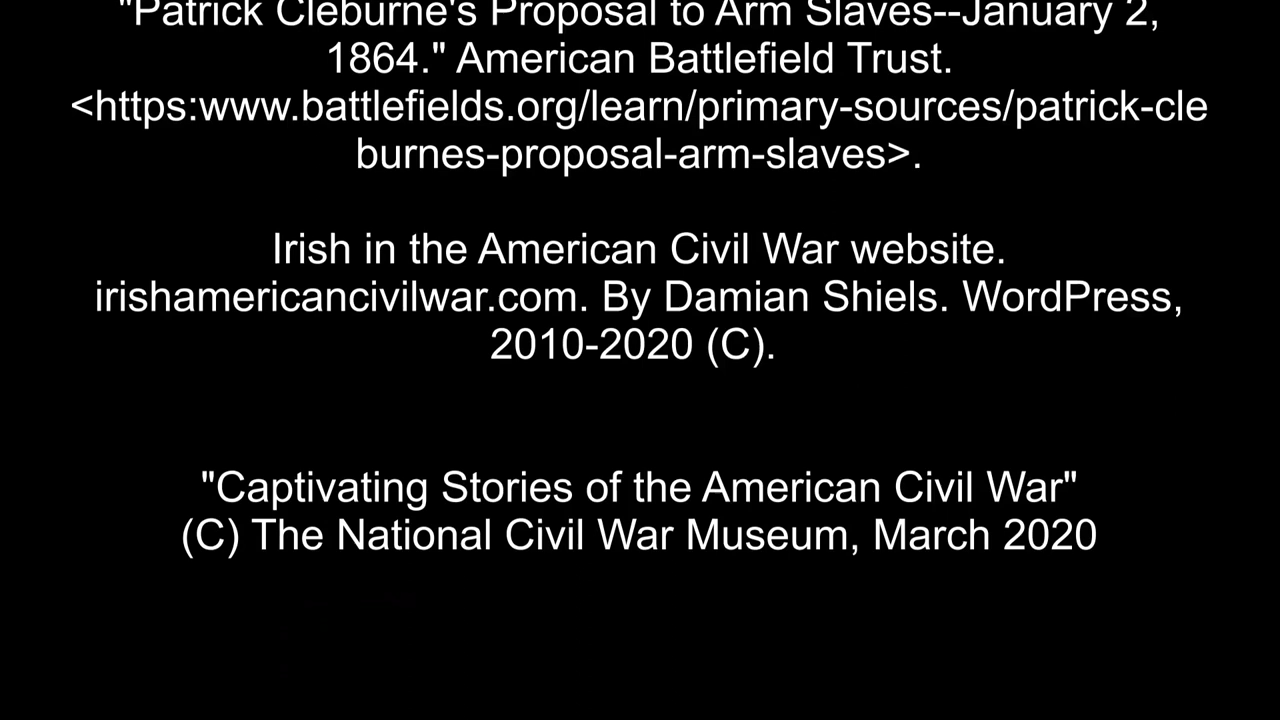 "Patrick Cleburne's Proposal to Arm Slaves--January 2,
1864." American Battlefield Trust.
<https:www.battlefields.org/learn/primary-sources/patrick-cle
burnes-proposal-arm-slaves>.
Irish in the American Civil War website.
irishamericancivilwar.com. By Damian Shiels. WordPress,
2010-2020 (C).
"Captivating Stories of the American Civil War"
(C) The National Civil War Museum, March 2020